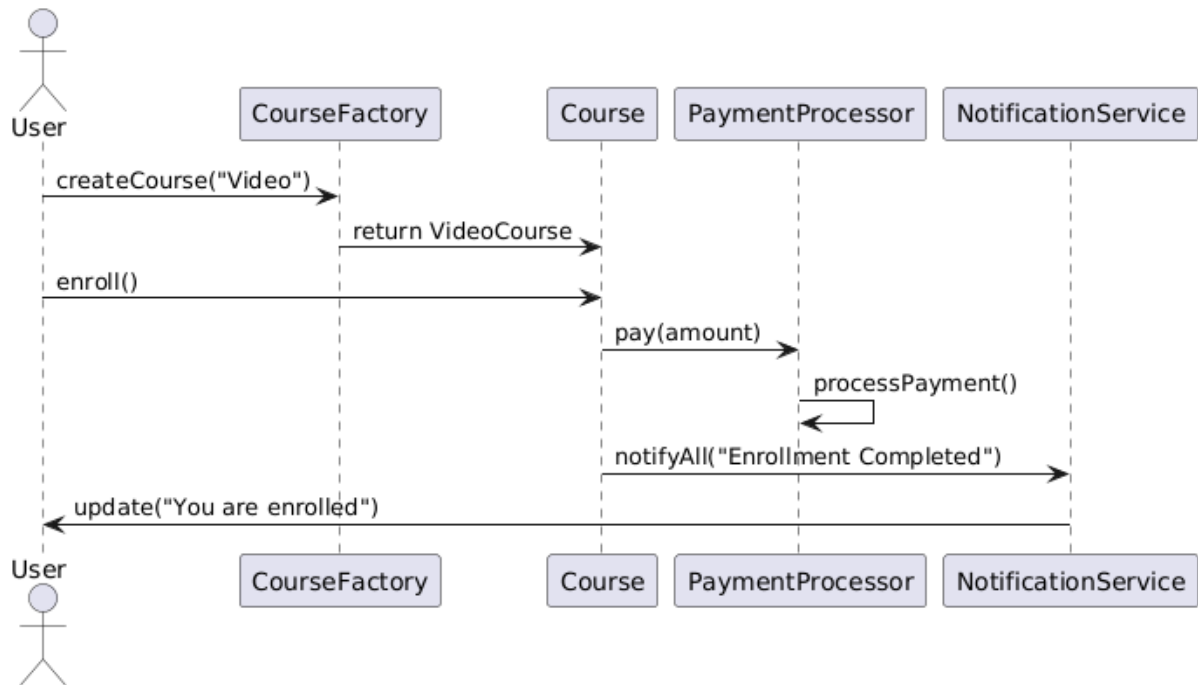 User
CourseFactory
Course
PaymentProcessor
NotificationService
createCourse("Video")
return VideoCourse
enroll()
pay(amount)
processPayment()
notifyAll("Enrollment Completed")
update("You are enrolled")
User
CourseFactory
Course
PaymentProcessor
NotificationService